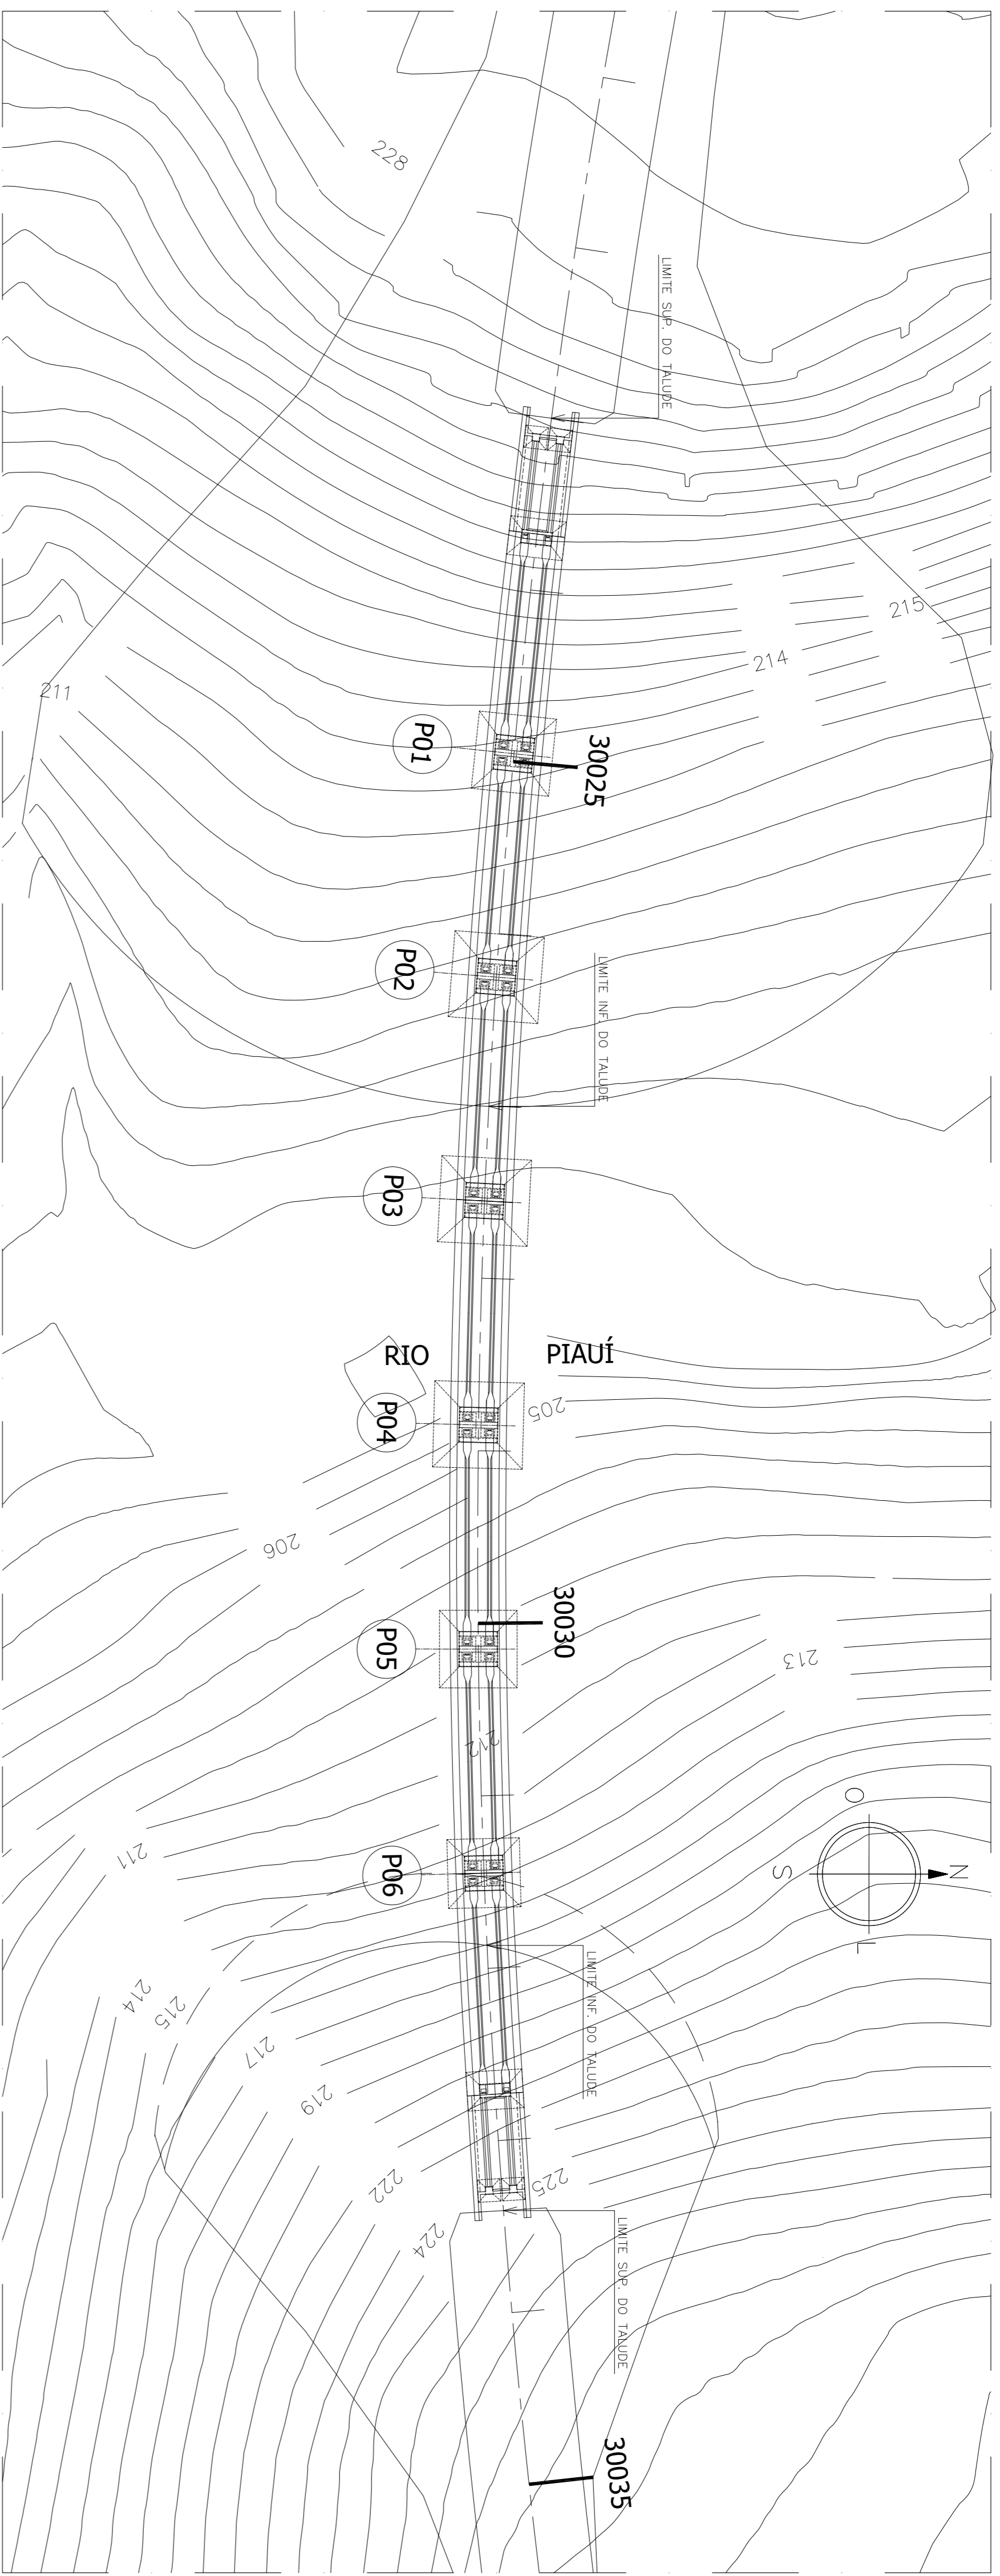 228
LIMITE SUP. DO TALUDE
215
214
211
P01
30025
P02
LIMITE INF. DO TALUDE
P03
RIO
PIAUÍ
205
P04
206
30030
P05
213
212
O
N
S
L
211
P06
LIMITE INF. DO TALUDE
214
215
217
219
225
222
224
LIMITE SUP. DO TALUDE
30035